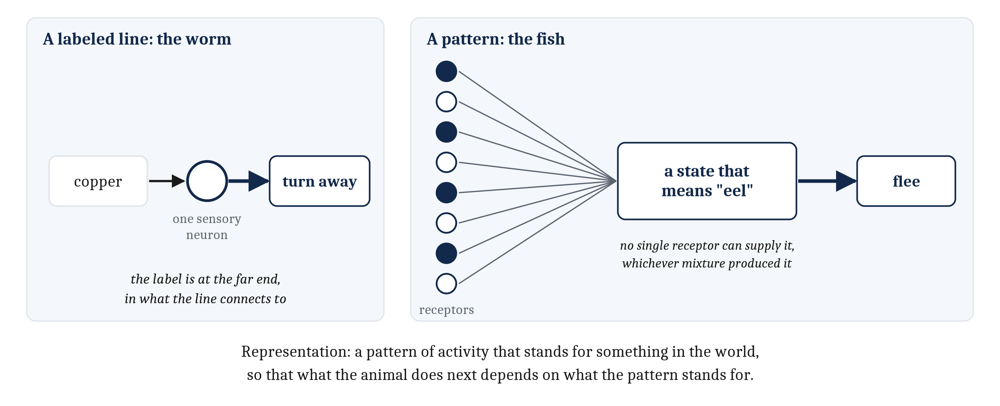 A labeled line: the worm
copper
turn away
one sensory
neuron
the label is at the far end,
in what the line connects to
A pattern: the fish
a state that
means "eel"
flee
no single receptor can supply it,
whichever mixture produced it
receptors
Representation: a pattern of activity that stands for something in the world,
so that what the animal does next depends on what the pattern stands for.